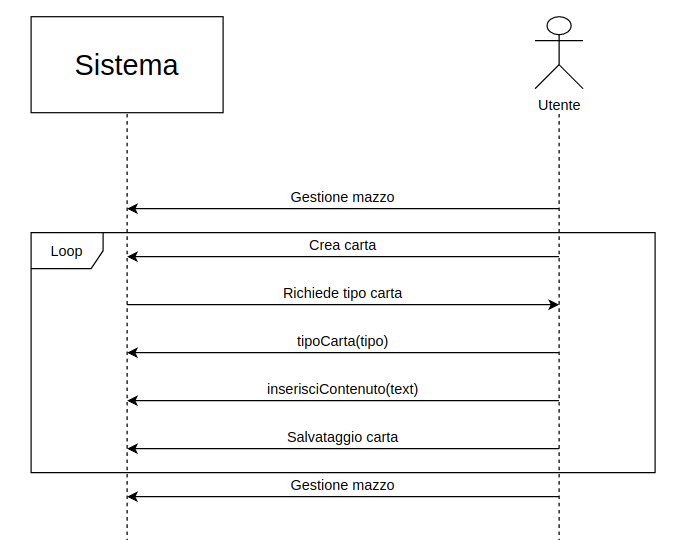 Sistema
Utente
Gestione mazzo
Loop
Crea carta
Richiede tipo carta
tipoCarta(tipo)
inserisciContenuto(text)
Salvataggio carta
Gestione mazzo